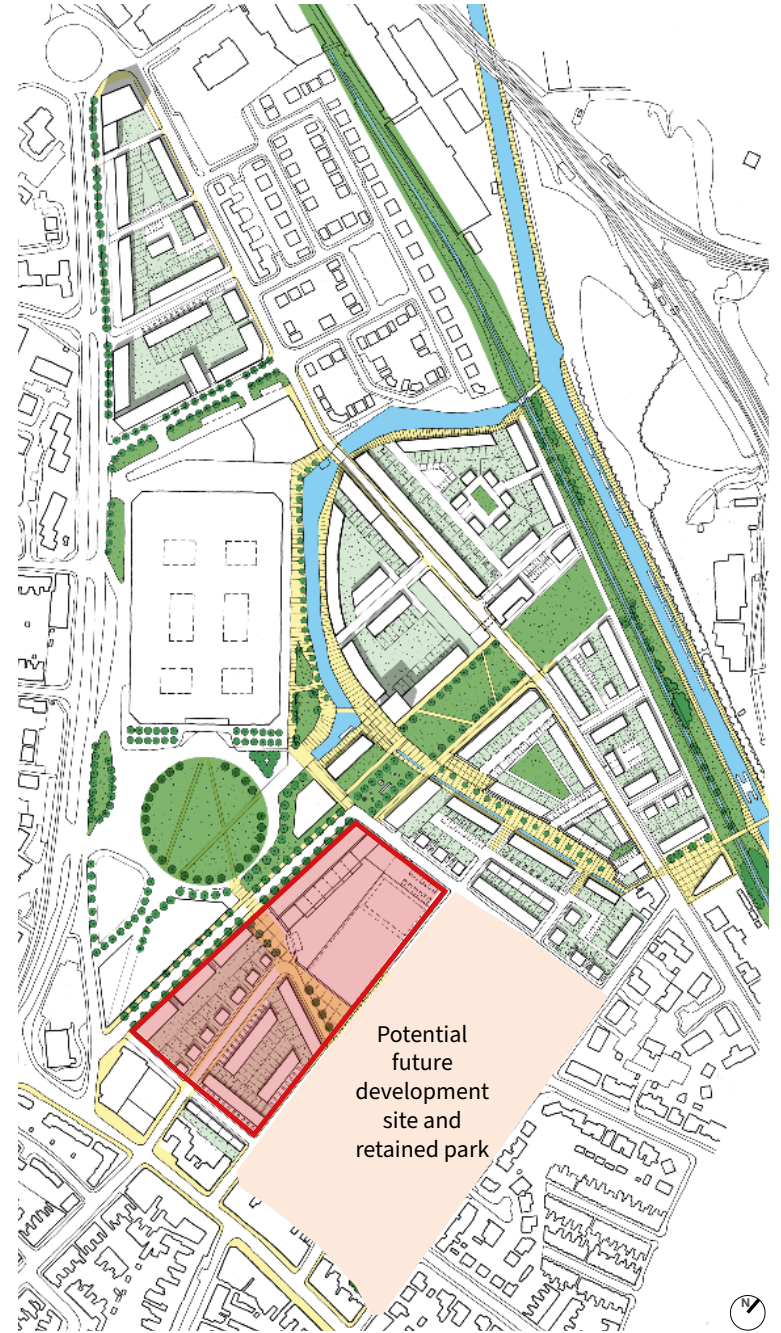 Potential
future
development
site and
retained park
N